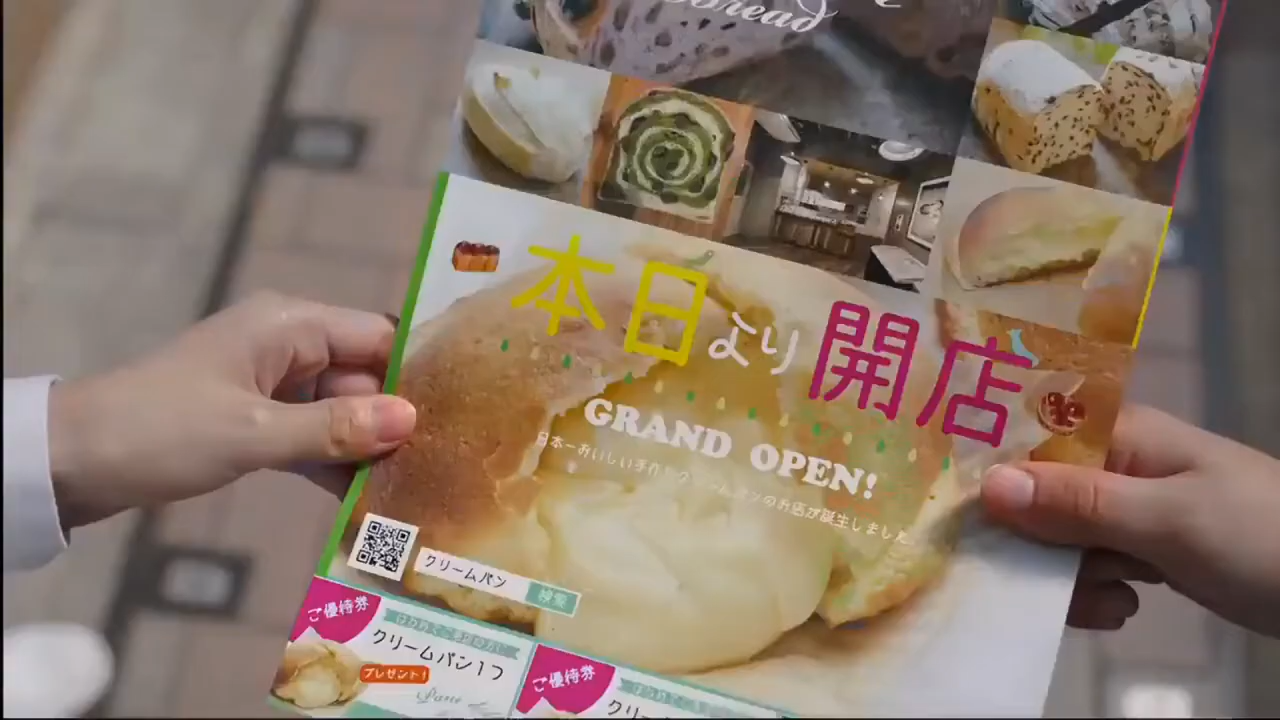 Bread
本日より開店
GRAND OPEN!
日本一おいしい手作りクリームパンのお店が誕生しました
クリームパン 検索
ご優待券
クリームパン1つ
プレゼント!
ご優待券